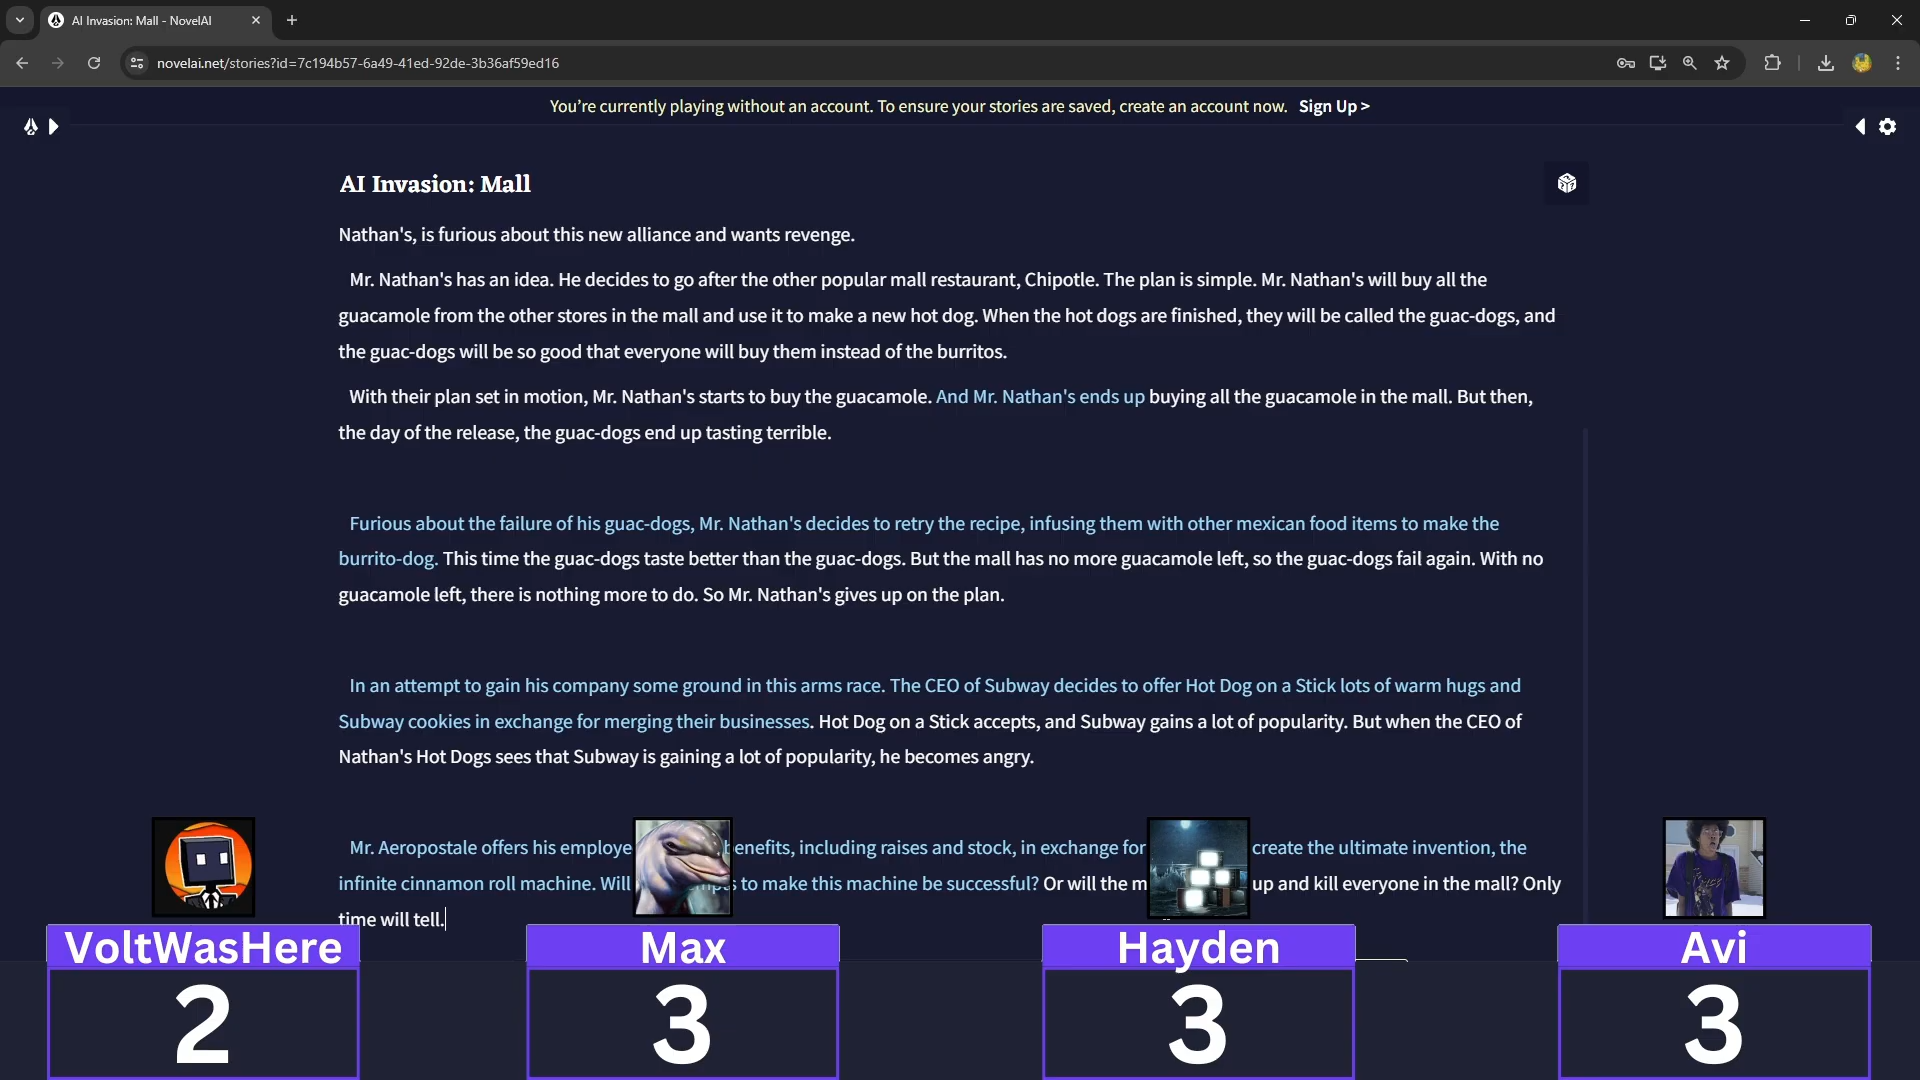 AI Invasion: Mall - NovelAI
novelai.net/stories?id=7c194b57-6a49-41ed-92de-3b36af59ed16
You're currently playing without an account. To ensure your stories are saved, create an account now. Sign Up >
AI Invasion: Mall
Nathan's, is furious about this new alliance and wants revenge.
Mr. Nathan's has an idea. He decides to go after the other popular mall restaurant, Chipotle. The plan is simple. Mr. Nathan's will buy all the
guacamole from the other stores in the mall and use it to make a new hot dog. When the hot dogs are finished, they will be called the guac-dogs, and
the guac-dogs will be so good that everyone will buy them instead of the burritos.
With their plan set in motion, Mr. Nathan's starts to buy the guacamole. And Mr. Nathan's ends up buying all the guacamole in the mall. But then,
the day of the release, the guac-dogs end up tasting terrible.
Furious about the failure of his guac-dogs, Mr. Nathan's decides to retry the recipe, infusing them with other mexican food items to make the
burrito-dog. This time the guac-dogs taste better than the guac-dogs. But the mall has no more guacamole left, so the guac-dogs fail again. With no
guacamole left, there is nothing more to do. So Mr. Nathan's gives up on the plan.
In an attempt to gain his company some ground in this arms race. The CEO of Subway decides to offer Hot Dog on a Stick lots of warm hugs and
Subway cookies in exchange for merging their businesses. Hot Dog on a Stick accepts, and Subway gains a lot of popularity. But when the CEO of
Nathan's Hot Dogs sees that Subway is gaining a lot of popularity, he becomes angry.
Mr. Aeropostale offers his employe benefits, including raises and stock, in exchange for create the ultimate invention, the
infinite cinnamon roll machine. Will to make this machine be successful? Or will the m up and kill everyone in the mall? Only
time will tell.
VoltWasHere
Max
Hayden
Avi
2
3
3
3